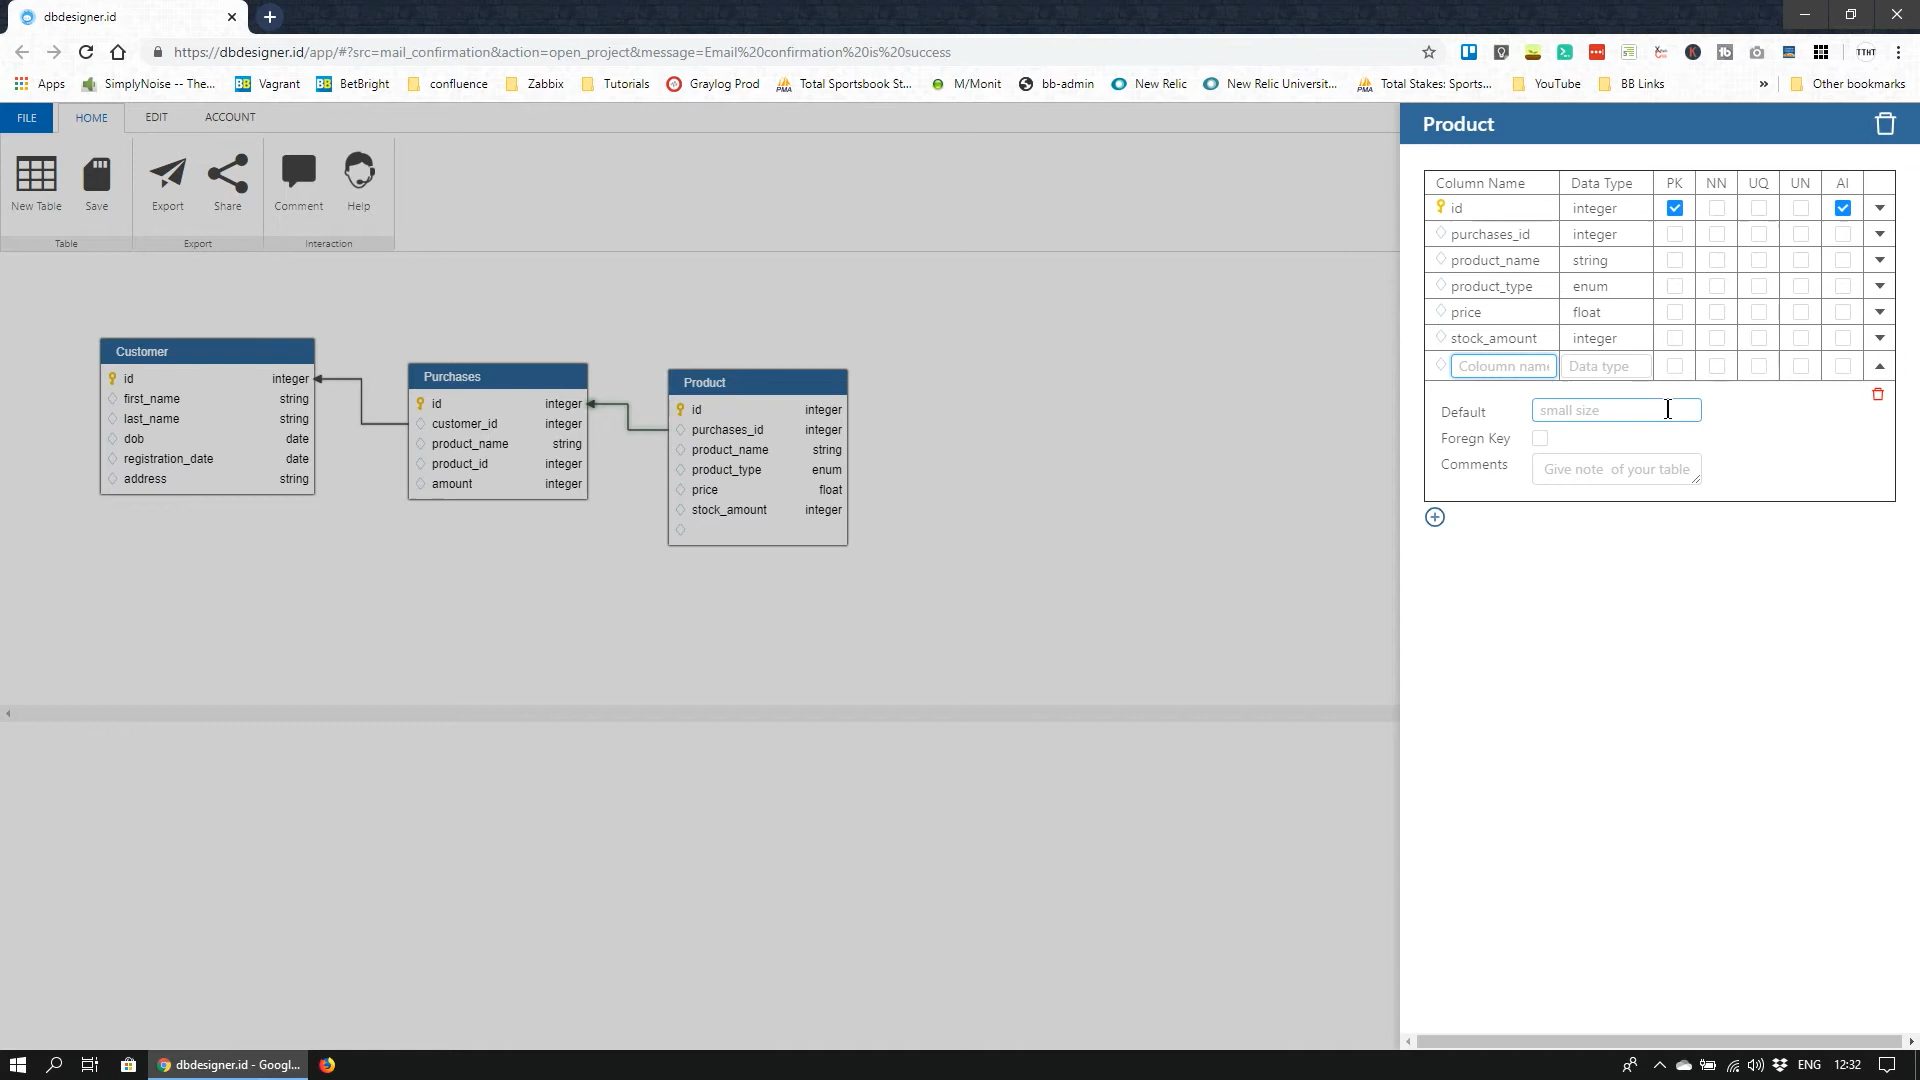 dbdesigner.id
https://dbdesigner.id/app/#?src=mail_confirmation&action=open_project&message=Email%20confirmation%20is%20success
TTHT
Apps
SimplyNoise -- The...
BB Vagrant
BB BetBright
confluence
Zabbix
Tutorials
Graylog Prod
PMA Total Sportsbook St...
M/Monit
bb-admin
New Relic
New Relic Universit...
PMA Total Stakes: Sports...
YouTube
BB Links
»
Other bookmarks
FILE
HOME
EDIT
ACCOUNT
New Table
Save
Export
Share
Comment
Help
Table
Export
Interaction
Customer
id integer
first_name string
last_name string
dob date
registration_date date
address string
Purchases
id integer
customer_id integer
product_name string
product_id integer
amount integer
Product
id integer
purchases_id integer
product_name string
product_type enum
price float
stock_amount integer
Product
Column Name Data Type PK NN UQ UN AI
id integer
purchases_id integer
product_name string
product_type enum
price float
stock_amount integer
Coloumn name Data type
Default small size
Foregn Key
Comments Give note of your table
dbdesigner.id - Googl...
ENG
12:32